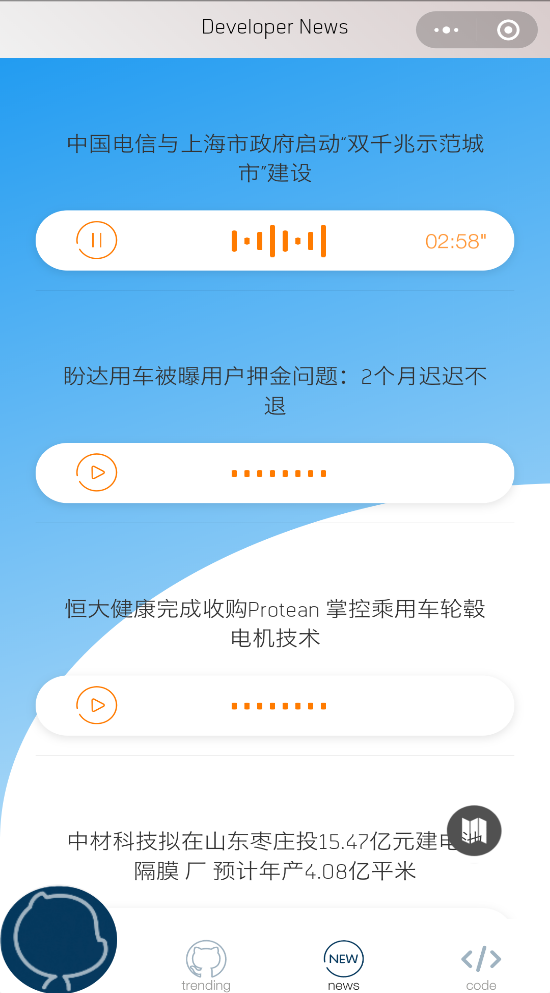 Developer News
中国电信与上海市政府启动“双千兆示范城
市”建设
02:58"
盼达用车被曝用户押金问题：2个月迟迟不
退
恒大健康完成收购Protean 掌控乘用车轮毂
电机技术
中材科技拟在山东枣庄投15.47亿元建电池
隔膜 厂 预计年产4.08亿平米
NEW
trending
news
code